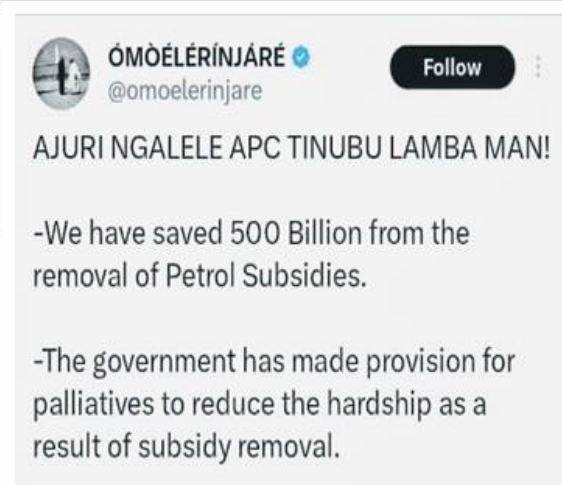 ÓMÒÉLÉRÍNJÁRÉ
Follow
@omoelerinjare
AJURI NGALELE APC TINUBU LAMBA MAN!
-We have saved 500 Billion from the
removal of Petrol Subsidies.
-The government has made provision for
palliatives to reduce the hardship as a
result of subsidy removal.